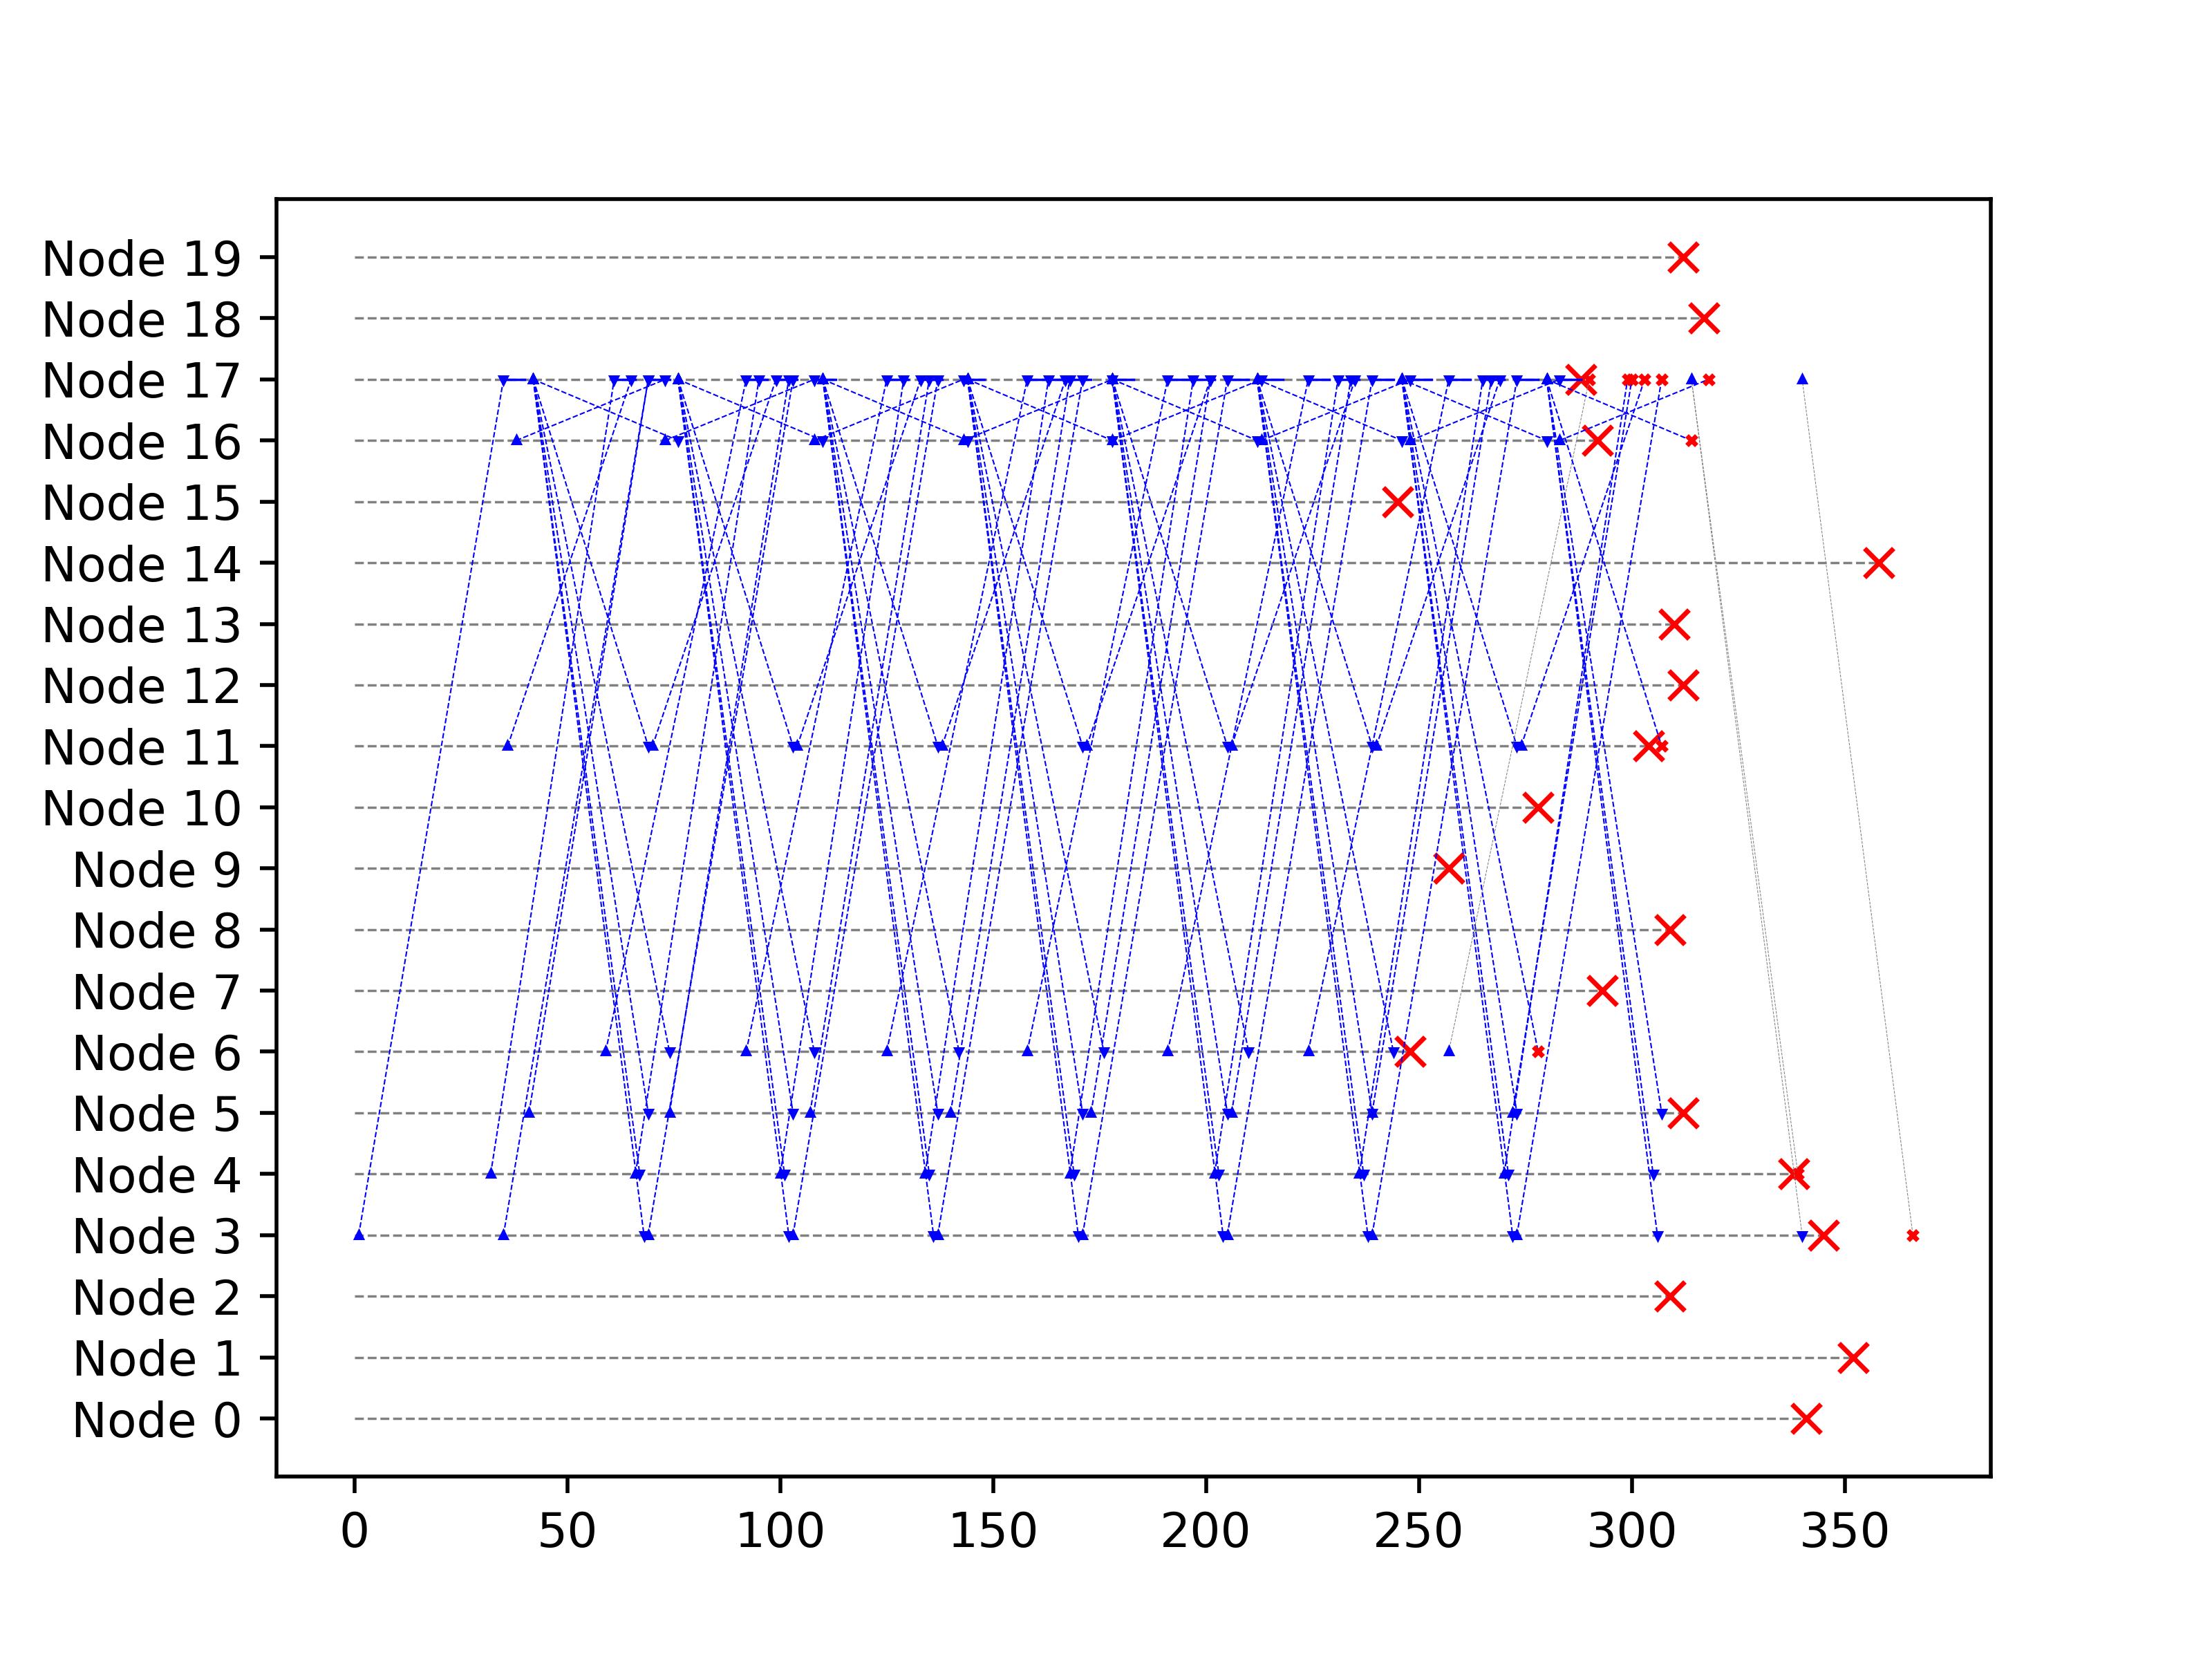 Node 19
Node 18
Node 17
Node 16
Node 15
Node 14
Node 13
Node 12
Node 11
Node 10
Node 9
Node 8
Node 7
Node 6
Node 5
Node 4
Node 3
Node 2
Node 1
Node 0
0 50 100 150 200 250 300 350